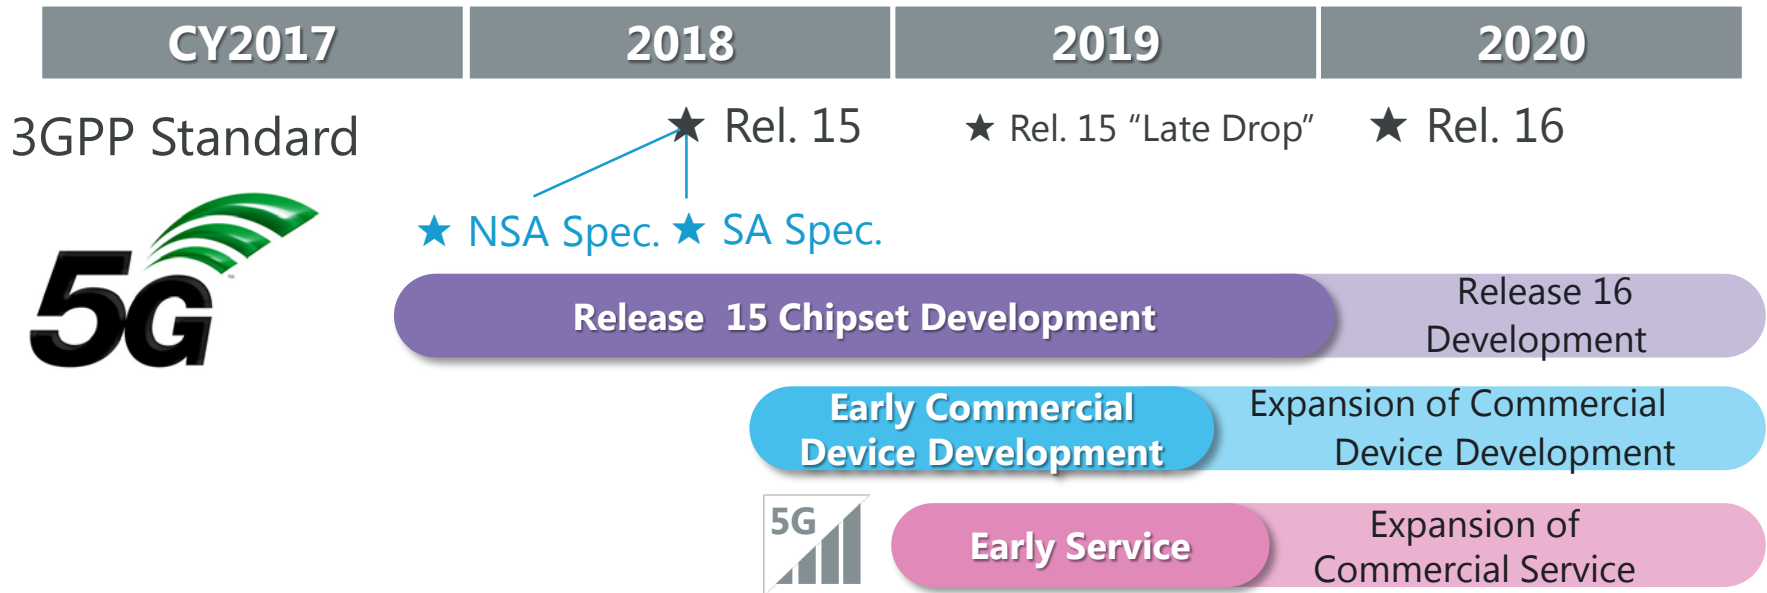 CY2017 2018 2019 2020
3GPP Standard
★ Rel. 15 ★ Rel. 15 “Late Drop” ★ Rel. 16
★ NSA Spec. ★ SA Spec.
5G™
Release 15 Chipset Development
Release 16
Development
Early Commercial
Device Development
Expansion of Commercial
Device Development
5G
Early Service
Expansion of
Commercial Service